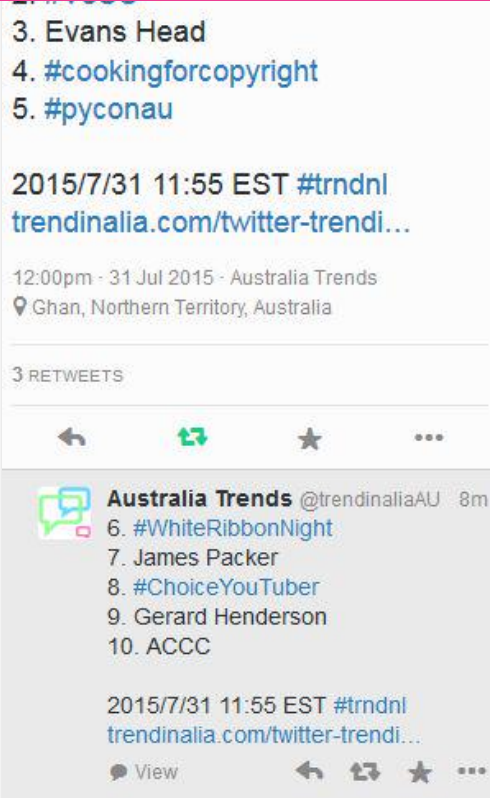 3. Evans Head
4. #cookingforcopyright
5. #pyconau
2015/7/31 11:55 EST #trndnl
trendinalia.com/twitter-trendi...
12:00pm · 31 Jul 2015 · Australia Trends
Ghan, Northern Territory, Australia
3 RETWEETS
Australia Trends @trendinaliaAU 8m
6. #WhiteRibbonNight
7. James Packer
8. #ChoiceYouTuber
9. Gerard Henderson
10. ACCC
2015/7/31 11:55 EST #trndnl
trendinalia.com/twitter-trendi...
View